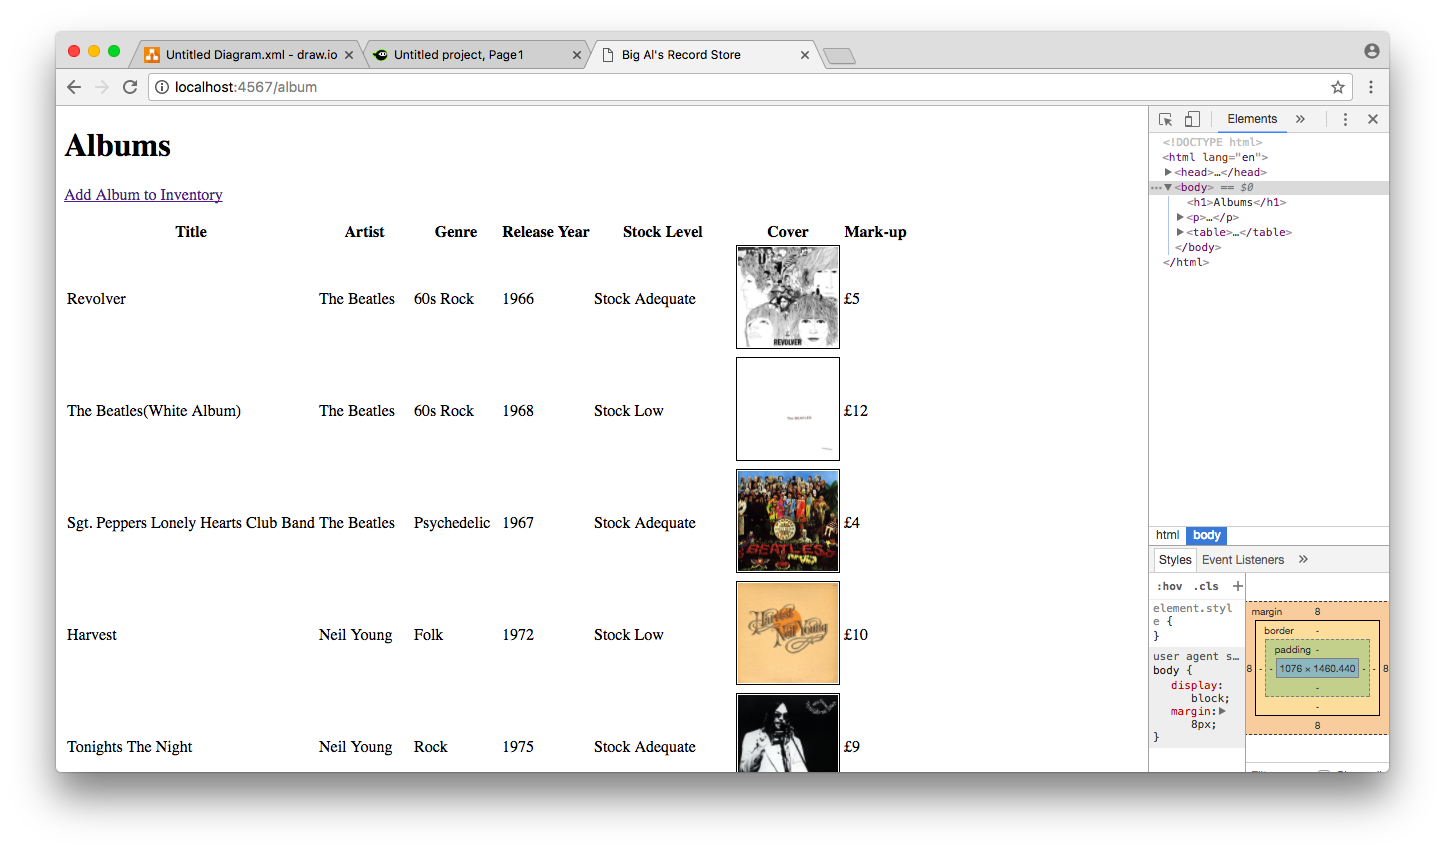 Untitled Diagram.xml - draw.io
Untitled project, Page1
Big Al's Record Store
localhost:4567/album
Albums
Add Album to Inventory
Title Artist Genre Release Year Stock Level Cover Mark-up
Revolver The Beatles 60s Rock 1966 Stock Adequate £5
REVOLVER
The Beatles(White Album) The Beatles 60s Rock 1968 Stock Low £12
The BEATLES
Sgt. Peppers Lonely Hearts Club Band The Beatles Psychedelic 1967 Stock Adequate £4
BEATLES
Harvest Neil Young Folk 1972 Stock Low £10
Harvest
Neil Young
Tonights The Night Neil Young Rock 1975 Stock Adequate £9
Elements »
<!DOCTYPE html>
<html lang="en">
<head>…</head>
<body> == $0
<h1>Albums</h1>
<p>…</p>
<table>…</table>
</body>
</html>
html body
Styles Event Listeners »
:hov .cls +
element.styl
e {
}
user agent s…
body {
display:
block;
margin:
8px;
}
margin 8
border -
padding -
8 - - 1076 × 1460.440 - - 8
-
-
8